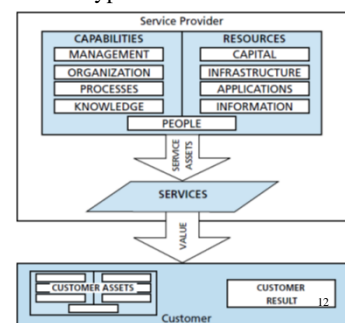 Service Provider
CAPABILITIES RESOURCES
MANAGEMENT CAPITAL
ORGANIZATION INFRASTRUCTURE
PROCESSES APPLICATIONS
KNOWLEDGE INFORMATION
PEOPLE
SERVICE
ASSETS
SERVICES
VALUE
CUSTOMER ASSETS
CUSTOMER
RESULT 12
Customer